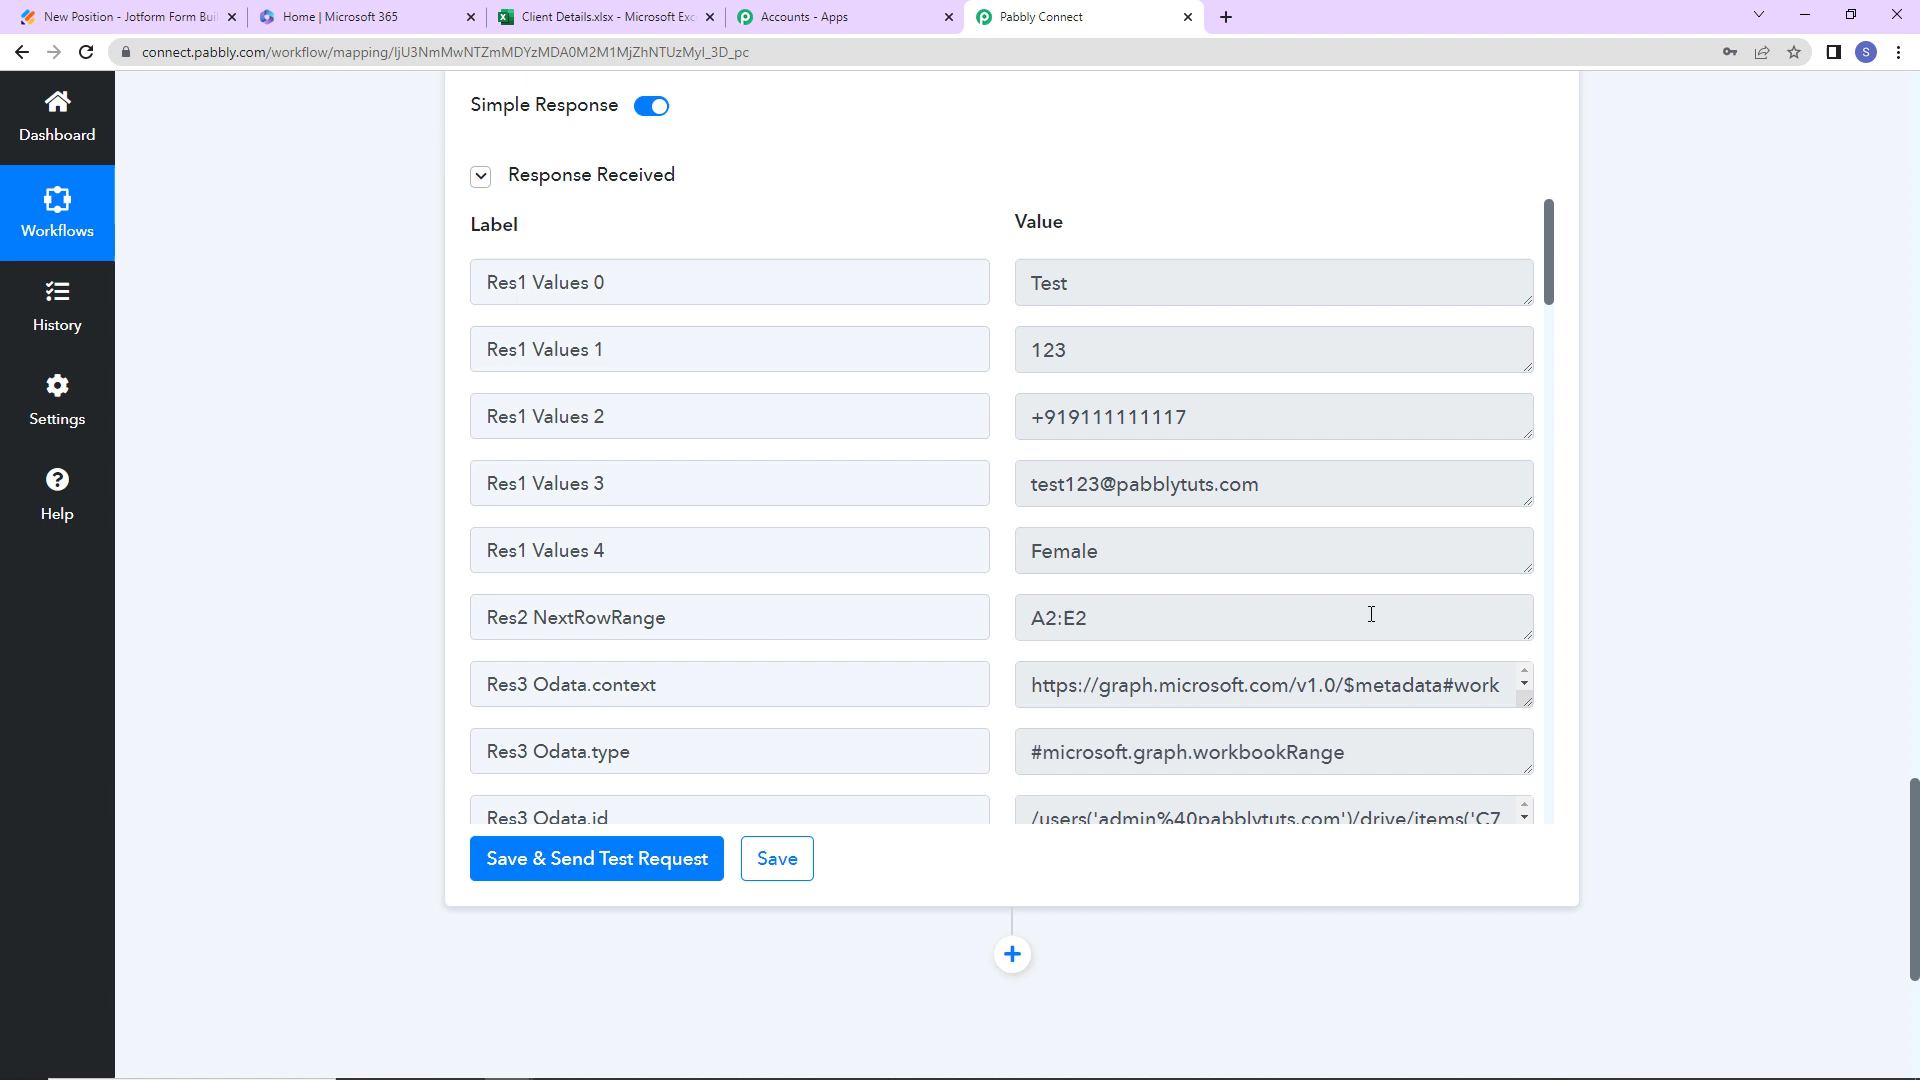 New Position - Jotform Form Bui
Home | Microsoft 365
Client Details.xlsx - Microsoft Exc
Accounts - Apps
Pabbly Connect
connect.pabbly.com/workflow/mapping/IjU3NmMwNTZmMDYzMDA0M2M1MjZhNTUzMyI_3D_pc
S
Dashboard
Workflows
History
Settings
Help
Simple Response
Response Received
Label Value
Res1 Values 0 Test
Res1 Values 1 123
Res1 Values 2 +919111111117
Res1 Values 3 test123@pabblytuts.com
Res1 Values 4 Female
Res2 NextRowRange A2:E2
Res3 Odata.context https://graph.microsoft.com/v1.0/$metadata#work
Res3 Odata.type #microsoft.graph.workbookRange
Res3 Odata.id /users('admin%40pabblytuts.com')/drive/items('C7
Save & Send Test Request Save